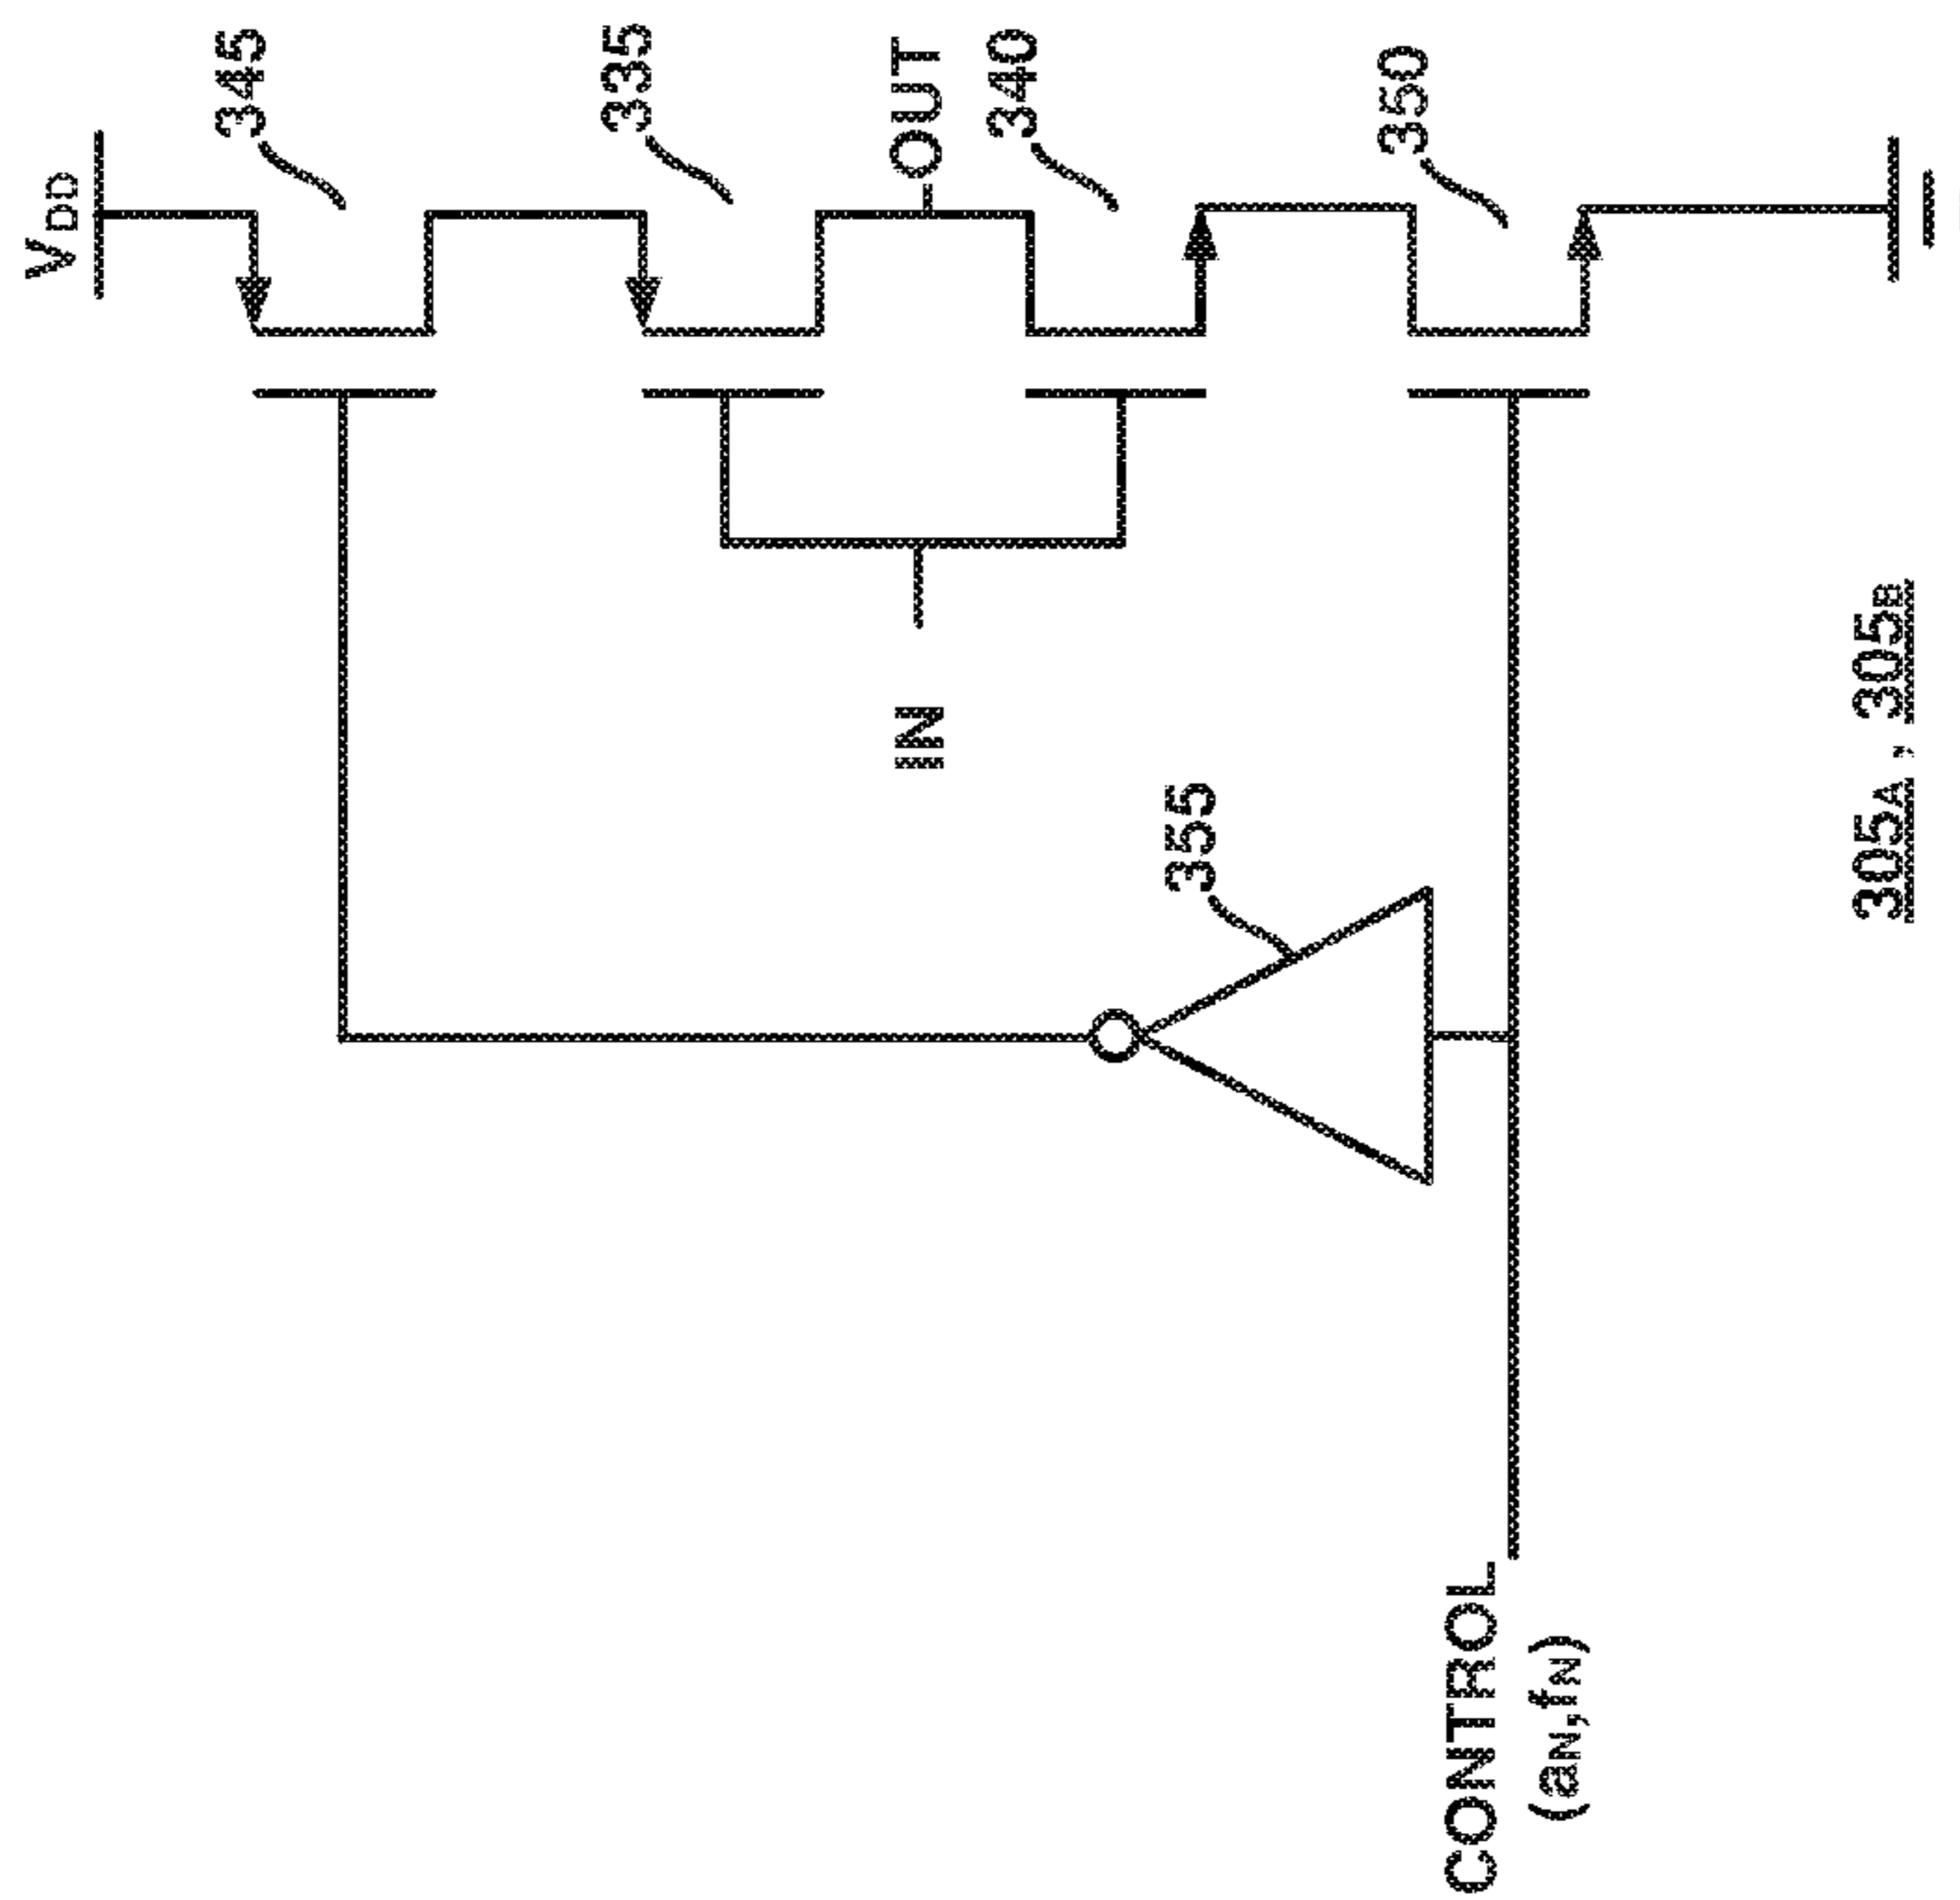 VDD
345
335
OUT
340
350
IN
355
CONTROL
(aN,fN)
305A, 305B